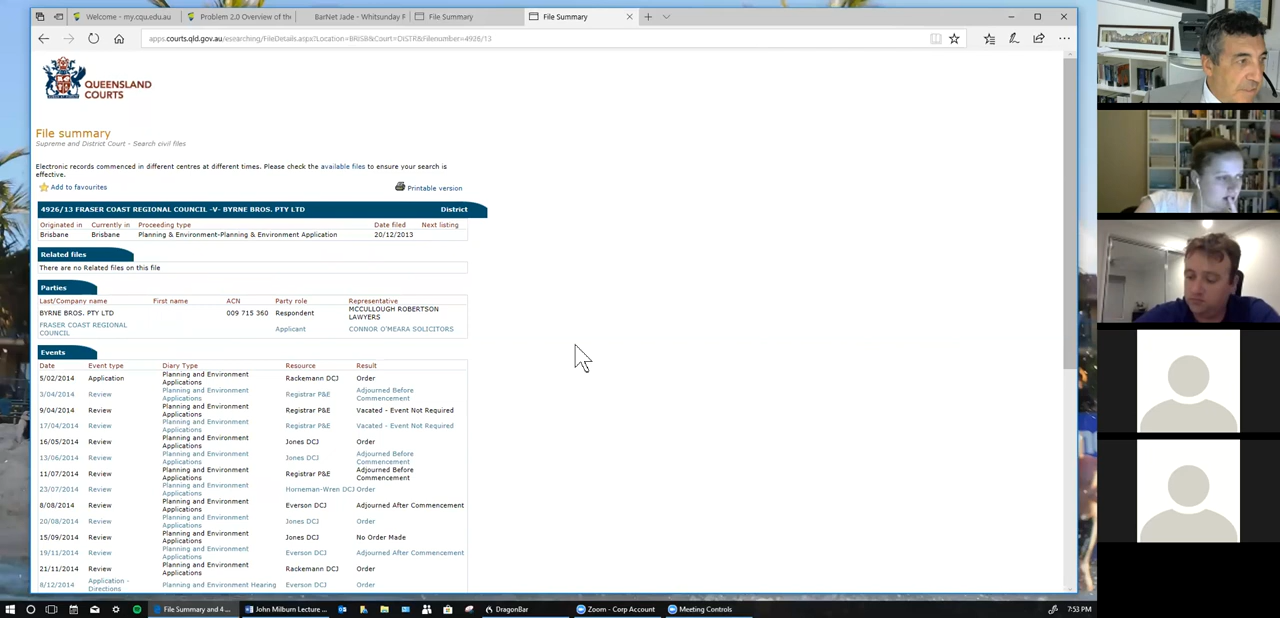 Welcome - my.cqu.edu.au
Problem 2.0 Overview of the
BarNet Jade - Whitsunday F
File Summary
File Summary
apps.courts.qld.gov.au/esearching/FileDetails.aspx?Location=BRISB&Court=DISTR&Filenumber=4926/13
QUEENSLAND
COURTS
File summary
Supreme and District Court - Search civil files
Electronic records commenced in different centres at different times. Please check the available files to ensure your search is
effective.
Add to favourites
Printable version
4926/13 FRASER COAST REGIONAL COUNCIL -V- BYRNE BROS. PTY LTD District
Originated in Currently in Proceeding type Date filed Next listing
Brisbane Brisbane Planning & Environment-Planning & Environment Application 20/12/2013
Related files
There are no Related files on this file
Parties
Last/Company name First name ACN Party role Representative
BYRNE BROS. PTY LTD 009 715 360 Respondent MCCULLOUGH ROBERTSON
LAWYERS
FRASER COAST REGIONAL
COUNCIL Applicant CONNOR O'MEARA SOLICITORS
Events
Date Event type Diary Type Resource Result
5/02/2014 Application Planning and Environment
Applications Rackemann DCJ Order
3/04/2014 Review Planning and Environment
Applications Registrar P&E Adjourned Before
Commencement
9/04/2014 Review Planning and Environment
Applications Registrar P&E Vacated - Event Not Required
17/04/2014 Review Planning and Environment
Applications Registrar P&E Vacated - Event Not Required
16/05/2014 Review Planning and Environment
Applications Jones DCJ Order
13/06/2014 Review Planning and Environment
Applications Jones DCJ Adjourned Before
Commencement
11/07/2014 Review Planning and Environment
Applications Registrar P&E Adjourned Before
Commencement
23/07/2014 Review Planning and Environment
Applications Horneman-Wren DCJ Order
8/08/2014 Review Planning and Environment
Applications Everson DCJ Adjourned After Commencement
20/08/2014 Review Planning and Environment
Applications Jones DCJ Order
15/09/2014 Review Planning and Environment
Applications Jones DCJ No Order Made
19/11/2014 Review Planning and Environment
Applications Everson DCJ Adjourned After Commencement
21/11/2014 Review Planning and Environment
Applications Rackemann DCJ Order
8/12/2014 Application -
Directions Planning and Environment Hearing Everson DCJ Order
File Summary and 4 ...
John Milburn Lecture ...
DragonBar
Zoom - Corp Account
Meeting Controls
7:53 PM